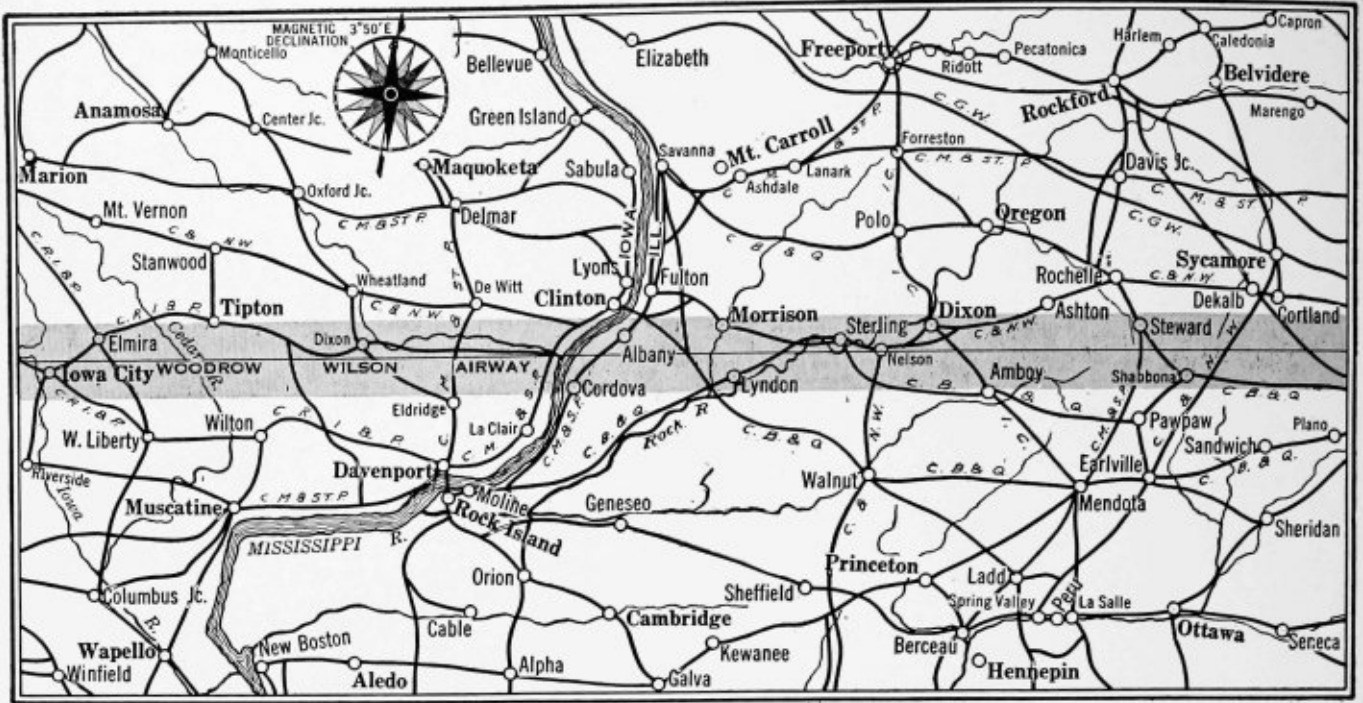 MAGNETIC 3°50'E
DECLINATION
Monticello
Bellevue
Elizabeth
Freeport
Ridott
Pecatonica
Harlem
Capron
Caledonia
Belvidere
Rockford
Marengo
Anamosa
Center Jc.
Green Island
C. G. W.
Forreston
Marion
Maquoketa
Sabula
Savanna
Mt. Carroll
Ashdale
Lanark
C. M. & ST. P.
Davis Jc.
Oxford Jc.
Mt. Vernon
C. M. & ST. P.
Delmar
Polo
Oregon
C. M. & ST. P.
C. G. W.
C. & N W
Stanwood
IOWA
ILL.
C. B. & Q.
I. C.
Sycamore
C. R. I. & P.
Wheatland
De Witt
Lyons
Fulton
Rochelle
C. & N. W.
Dekalb
Clinton
Cortland
Tipton
C. R. I & P.
Cedar R.
C. & N. W.
Morrison
Sterling
Dixon
C. & N. W.
Ashton
Steward
Elmira
Dixon
Albany
Nelson
Iowa City
WOODROW WILSON AIRWAY
Cordova
Lyndon
Amboy
Shabbona
C. R. I. & P.
Eldridge
C. B. & Q.
C. B. & Q.
W. Liberty
Wilton
C. R. I. & P.
La Clair
C. M. & S. P.
C. B. & Q.
Rock R
C. B. & Q.
N. W.
I. C.
C. M. & S. P.
Pawpaw
Plano
Sandwich
Riverside
Davenport
Moline
Walnut
C. B. & Q.
Earlville
C. B. & Q.
Iowa
Muscatine
C. M. & ST. P.
Rock Island
Geneseo
C. &
Mendota
Sheridan
MISSISSIPPI R.
Orion
Princeton
Ladd
Columbus Jc.
R.
Sheffield
Spring Valley
Peru
La Salle
Cable
Cambridge
Ottawa
Wapello
New Boston
Kewanee
Berceau
Seneca
Winfield
Aledo
Alpha
Galva
Hennepin